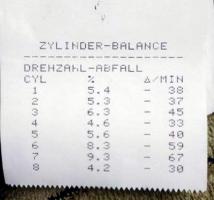 ZYLINDER-BALANCE
DREHZAHL-ABFALL
CYL % Δ/MIN
1 5.4 - 38
2 5.3 - 37
3 6.3 - 45
4 4.6 - 33
5 5.6 - 40
6 8.3 - 59
7 9.3 - 67
8 4.2 - 30